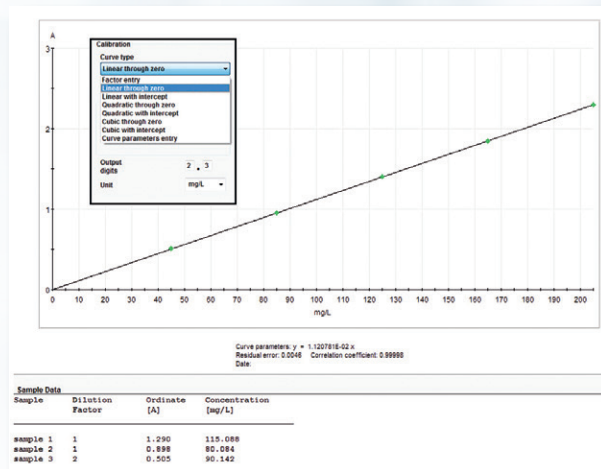 A
3
2
1
0
Calibration
Curve type
Linear through zero
Factor entry
Linear through zero
Linear with intercept
Quadratic through zero
Quadratic with intercept
Cubic through zero
Cubic with intercept
Curve parameters entry
Output digits 2 . 3
Unit mg/L
0 10 20 30 40 50 60 70 80 90 100 110 120 130 140 150 160 170 180 190 200
mg/L
Curve parameters: y = 1.120781E-02 x
Residual error: 0.0046 Correlation coefficient: 0.99998
Date:
Sample Data
Sample Dilution Ordinate Concentration
Factor [A] [mg/L]
sample 1 1 1.290 115.088
sample 2 1 0.898 80.084
sample 3 2 0.505 90.142